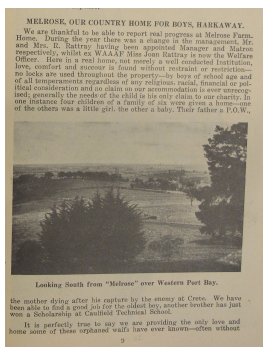 MELROSE, OUR COUNTRY HOME FOR BOYS, HARKAWAY.
We are thankful to be able to report real progress at Melrose Farm
Home. During the year there was a change in the management, Mr.
and Mrs. R. Rattray having been appointed Manager and Matron
respectively, whilst ex WAAAF Miss Joan Rattray is now the Welfare
Officer. Here in a real home, not merely a well conducted Institution,
love, comfort and succour is found without restraint or restriction—
no locks are used throughout the property—by boys of school age and
of all temperaments regardless of any religious, racial, financial or pol-
itical consideration and no claim on our accommodation is ever unrecog-
ised; generally the needs of the child is his only claim to our charity. In
one instance four children of a family of six were given a home—one
of the others was a little girl, the other a baby. Their father a P.O.W.,
Looking South from "Melrose" over Western Port Bay.
the mother dying after his capture by the enemy at Crete. We have
been able to find a good job for the oldest boy, another brother has just
won a Scholarship at Caulfield Technical School.
It is perfectly true to say we are providing the only love and
home some of these orphaned waifs have ever known—often without
9